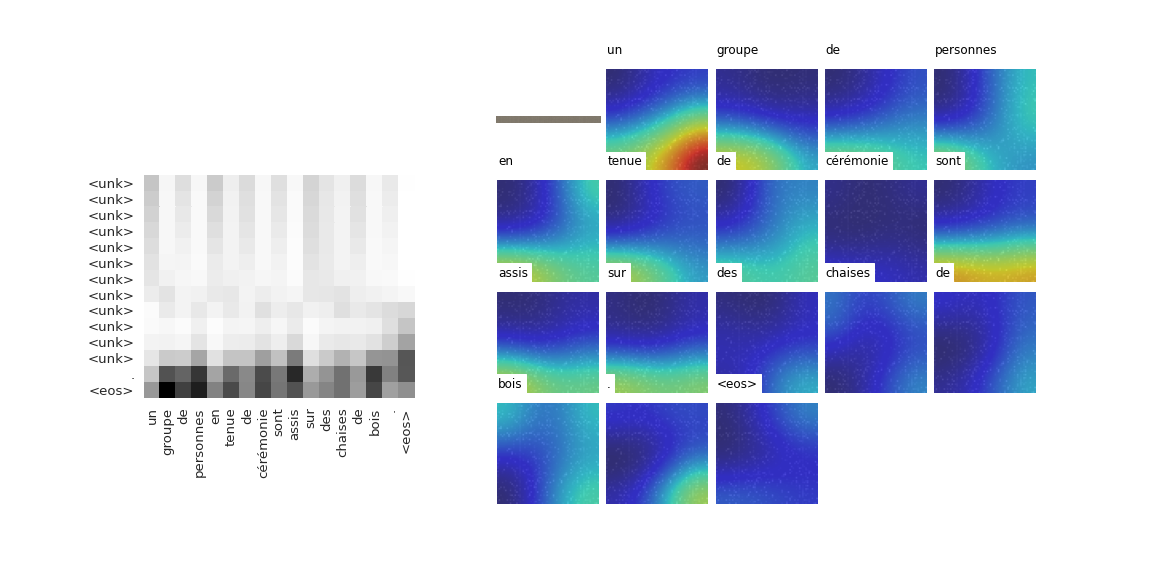 <unk>
<unk>
<unk>
<unk>
<unk>
<unk>
<unk>
<unk>
<unk>
<unk>
<unk>
<unk>
.
<eos>
un
groupe
de
personnes
en
tenue
de
cérémonie
sont
assis
sur
des
chaises
de
bois
.
<eos>
un groupe de personnes
en tenue de cérémonie sont
assis sur des chaises de
bois . <eos>